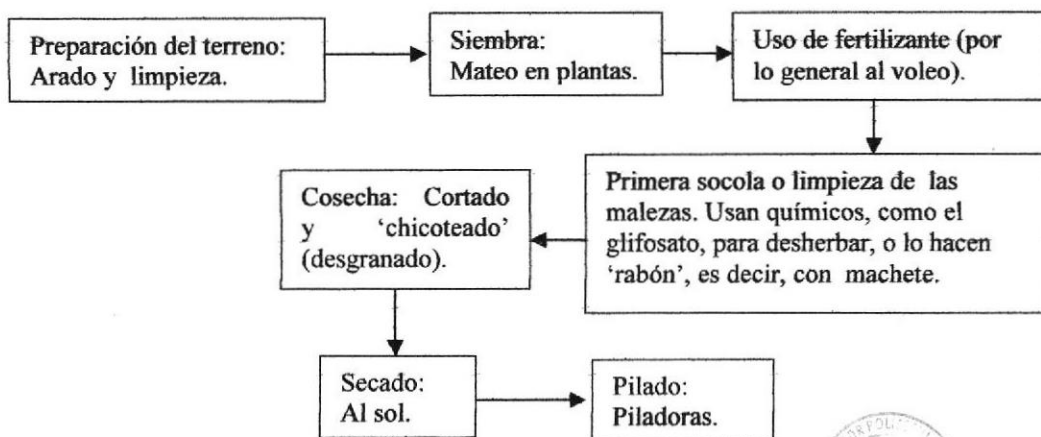 Preparación del terreno:
Arado y limpieza.
Siembra:
Mateo en plantas.
Uso de fertilizante (por
lo general al voleo).
Primera socola o limpieza de las
malezas. Usan químicos, como el
glifosato, para desherbar, o lo hacen
‘rabón’, es decir, con machete.
Cosecha: Cortado
y ‘chicoteado’
(desgranado).
Secado:
Al sol.
Pilado:
Piladoras.